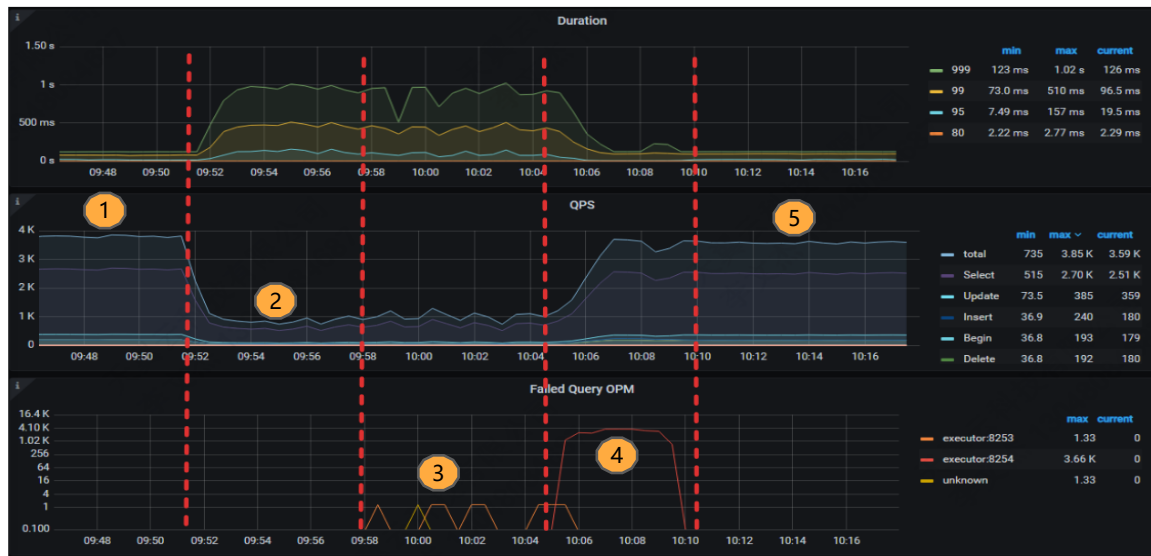 i
Duration
1.50 s
1 s
500 ms
0 s
09:48 09:50 09:52 09:54 09:56 09:58 10:00 10:02 10:04 10:06 10:08 10:10 10:12 10:14 10:16
min max current
999 123 ms 1.02 s 126 ms
99 73.0 ms 510 ms 96.5 ms
95 7.49 ms 157 ms 19.5 ms
80 2.22 ms 2.77 ms 2.29 ms
i
QPS
1
5
4 K
3 K
2 K
2
1 K
0
09:48 09:50 09:52 09:54 09:56 09:58 10:00 10:02 10:04 10:06 10:08 10:10 10:12 10:14 10:16
min max current
total 735 3.85 K 3.59 K
Select 515 2.70 K 2.51 K
Update 73.5 385 359
Insert 36.9 240 180
Begin 36.8 193 179
Delete 36.8 192 180
i
Failed Query OPM
16.4 K
4.10 K
1.02 K
256
64
16
4
1
0.100
3
4
09:48 09:50 09:52 09:54 09:56 09:58 10:00 10:02 10:04 10:06 10:08 10:10 10:12 10:14 10:16
max current
executor:8253 1.33 0
executor:8254 3.66 K 0
unknown 1.33 0